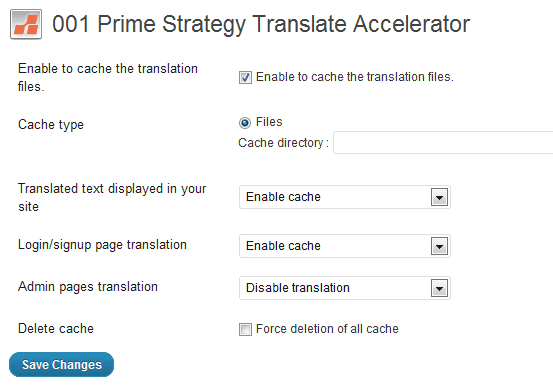 001 Prime Strategy Translate Accelerator
Enable to cache the translation
files.
Enable to cache the translation files.
Cache type
Files
Cache directory :
Translated text displayed in your
site
Enable cache
Login/signup page translation
Enable cache
Admin pages translation
Disable translation
Delete cache
Force deletion of all cache
Save Changes